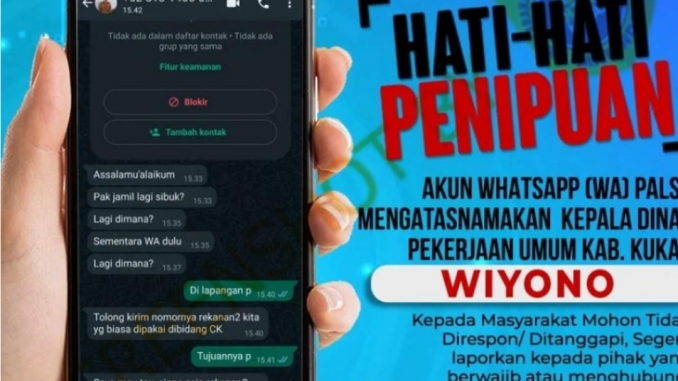 15.42
Tidak ada dalam daftar kontak • Tidak ada
grup yang sama
Fitur keamanan
Blokir
Tambah kontak
Assalamu'alaikum 15.33
Pak jamil lagi sibuk? 15.33
Lagi dimana? 15.35
Sementara WA dulu 15.35
Lagi dimana? 15.37
Di lapangan p 15.40
Tolong kirim nomornya rekanan2 kita
yg biasa dipakai dibidang CK 15.40
Tujuannya p 15.41
HATI-HATI
PENIPUAN
AKUN WHATSAPP (WA) PALS
MENGATASNAMAKAN KEPALA DINA
PEKERJAAN UMUM KAB. KUKA
WIYONO
Kepada Masyarakat Mohon Tida
Direspon/ Ditanggapi, Seger
laporkan kepada pihak yan
berwajib atau menghubung